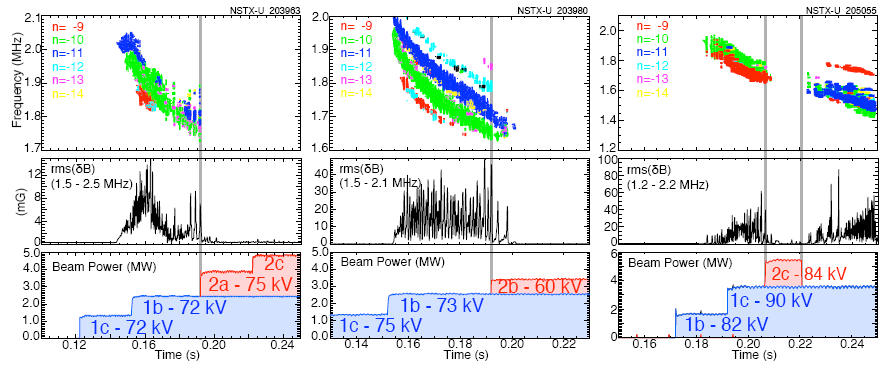 NSTX-U 203963
NSTX-U 203980
NSTX-U 205055
Frequency (MHz)
2.1
2.0
1.9
1.8
1.7
n= -9
n=-10
n=-11
n=-12
n=-13
n=-14
2.0
1.9
1.8
1.7
1.6
n= -9
n=-10
n=-11
n=-12
n=-13
n=-14
2.0
1.8
1.6
1.4
1.2
n= -9
n=-10
n=-11
n=-12
n=-13
n=-14
(mG)
12
8
4
0
rms(δB)
(1.5 - 2.5 MHz)
40
30
20
10
0
rms(δB)
(1.5 - 2.1 MHz)
100
80
60
40
20
0
rms(δB)
(1.2 - 2.2 MHz)
5.0
4.0
3.0
2.0
1.0
0.0
Beam Power (MW)
2c
2a - 75 kV
1b - 72 kV
1c - 72 kV
5.0
4.0
3.0
2.0
1.0
0.0
Beam Power (MW)
2b - 60 kV
1b - 73 kV
1c - 75 kV
6
4
2
0
Beam Power (MW)
2c - 84 kV
1c - 90 kV
1b - 82 kV
0.12 0.16 0.20 0.24
Time (s)
0.14 0.16 0.18 0.20 0.22
Time (s)
0.16 0.18 0.20 0.22 0.24
Time (s)